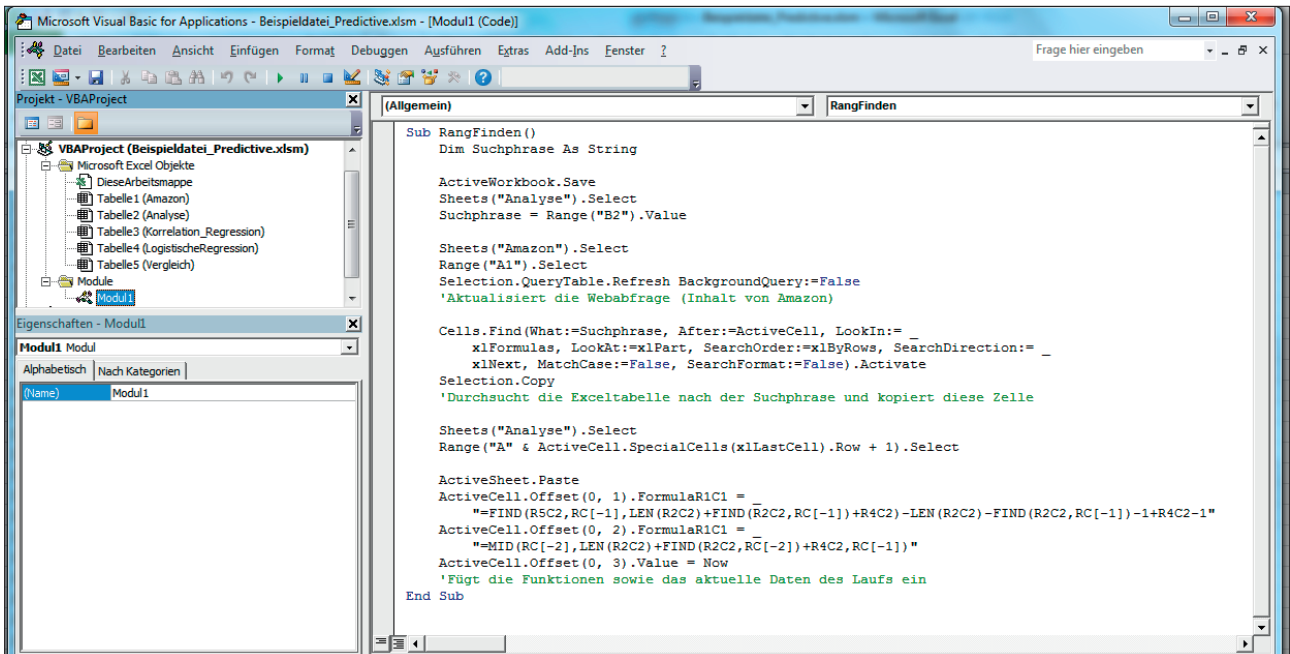 Microsoft Visual Basic for Applications - Beispieldatei_Predictive.xlsm - [Modul1 (Code)]
Datei Bearbeiten Ansicht Einfügen Format Debuggen Ausführen Extras Add-Ins Fenster ? Frage hier eingeben
Projekt - VBAProject
(Allgemein) RangFinden
VBAProject (Beispieldatei_Predictive.xlsm)
Microsoft Excel Objekte
DieseArbeitsmappe
Tabelle1 (Amazon)
Tabelle2 (Analyse)
Tabelle3 (Korrelation_Regression)
Tabelle4 (LogistischeRegression)
Tabelle5 (Vergleich)
Module
Modul1
Eigenschaften - Modul1
Modul1 Modul
Alphabetisch Nach Kategorien
(Name) Modul1
Sub RangFinden()
Dim Suchphrase As String
ActiveWorkbook.Save
Sheets("Analyse").Select
Suchphrase = Range("B2").Value
Sheets("Amazon").Select
Range("A1").Select
Selection.QueryTable.Refresh BackgroundQuery:=False
'Aktualisiert die Webabfrage (Inhalt von Amazon)
Cells.Find(What:=Suchphrase, After:=ActiveCell, LookIn:= _
xlFormulas, LookAt:=xlPart, SearchOrder:=xlByRows, SearchDirection:= _
xlNext, MatchCase:=False, SearchFormat:=False).Activate
Selection.Copy
'Durchsucht die Exceltabelle nach der Suchphrase und kopiert diese Zelle
Sheets("Analyse").Select
Range("A" & ActiveCell.SpecialCells(xlLastCell).Row + 1).Select
ActiveSheet.Paste
ActiveCell.Offset(0, 1).FormulaR1C1 = _
"=FIND(R5C2,RC[-1],LEN(R2C2)+FIND(R2C2,RC[-1])+R4C2)-LEN(R2C2)-FIND(R2C2,RC[-1])-1+R4C2-1"
ActiveCell.Offset(0, 2).FormulaR1C1 = _
"=MID(RC[-2],LEN(R2C2)+FIND(R2C2,RC[-2])+R4C2,RC[-1])"
ActiveCell.Offset(0, 3).Value = Now
'Fügt die Funktionen sowie das aktuelle Daten des Laufs ein
End Sub